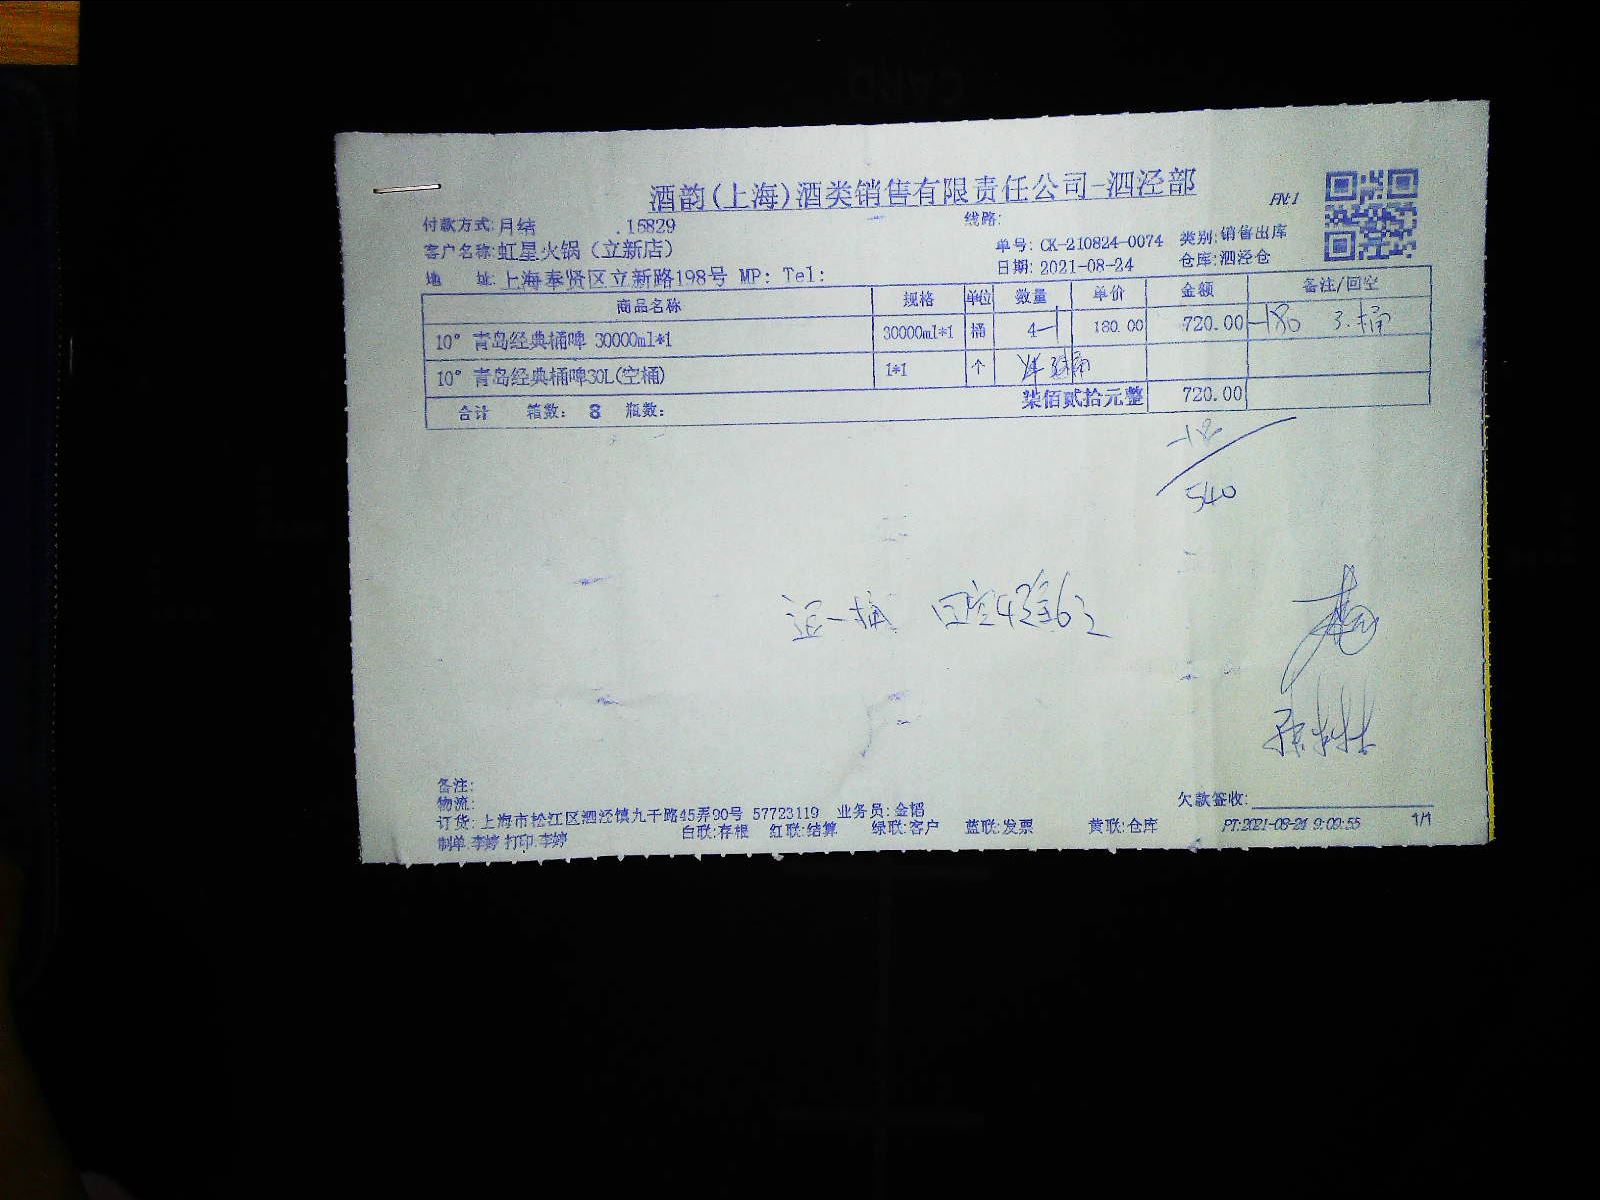 酒韵(上海)酒类销售有限责任公司-泗泾部
PN:1
付款方式:月结 .16829 线路:
客户名称:虹星火锅（立新店） 单号: CK-210824-0074 类别:销售出库
地 址:上海奉贤区立新路198号 MP: Tel: 日期: 2021-08-24 仓库:泗泾仓
商品名称 规格 单位 数量 单价 金额 备注/回空
10° 青岛经典桶啤 30000ml*1 30000ml*1 桶 4-1 180.00 720.00 -180 3.桶
10° 青岛经典桶啤30L(空桶) 1*1 个
合计 箱数: 8 瓶数: 柒佰贰拾元整 720.00
540
一桶 回空4
备注:
物流:
订货: 上海市松江区泗泾镇九干路45弄90号 57723119 业务员:金韬 欠款签收:
制单:李婷 打印:李婷 白联:存根 红联:结算 绿联:客户 蓝联:发票 黄联:仓库 PT:2021-08-24 9:09:55 1/1